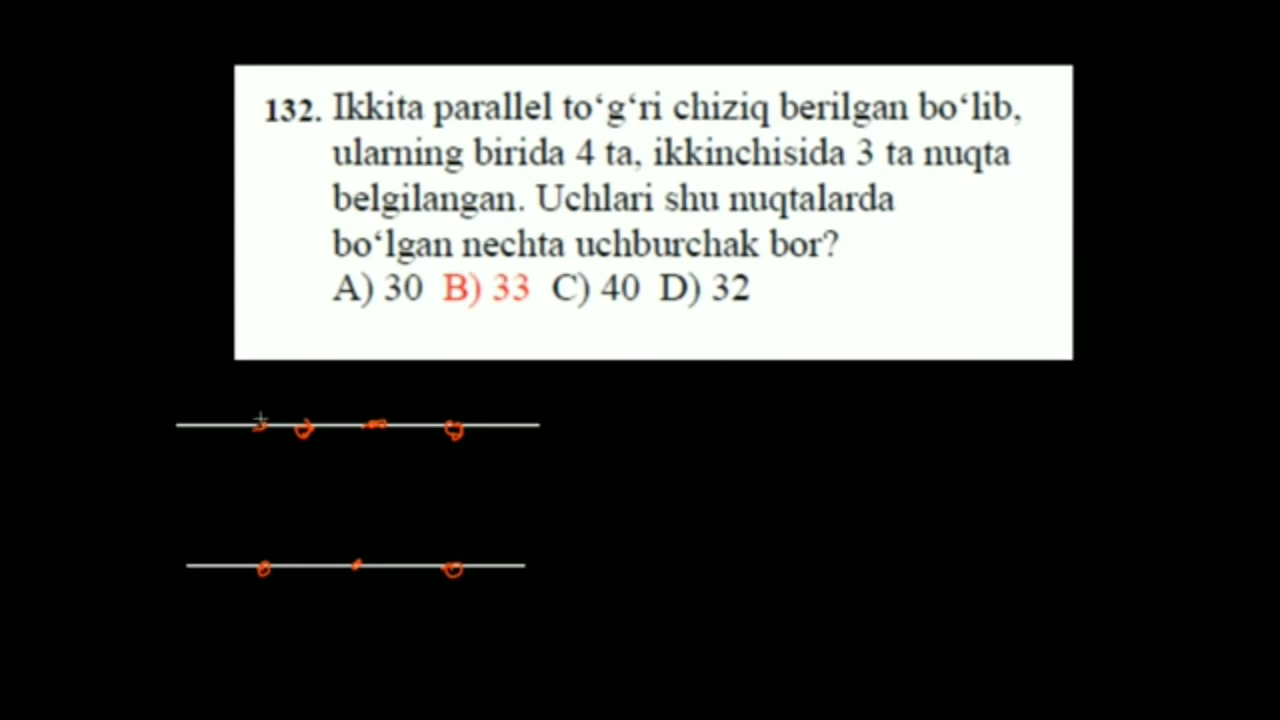 132. Ikkita parallel to‘g‘ri chiziq berilgan bo‘lib,
ularning birida 4 ta, ikkinchisida 3 ta nuqta
belgilangan. Uchlari shu nuqtalarda
bo‘lgan nechta uchburchak bor?
A) 30 B) 33 C) 40 D) 32